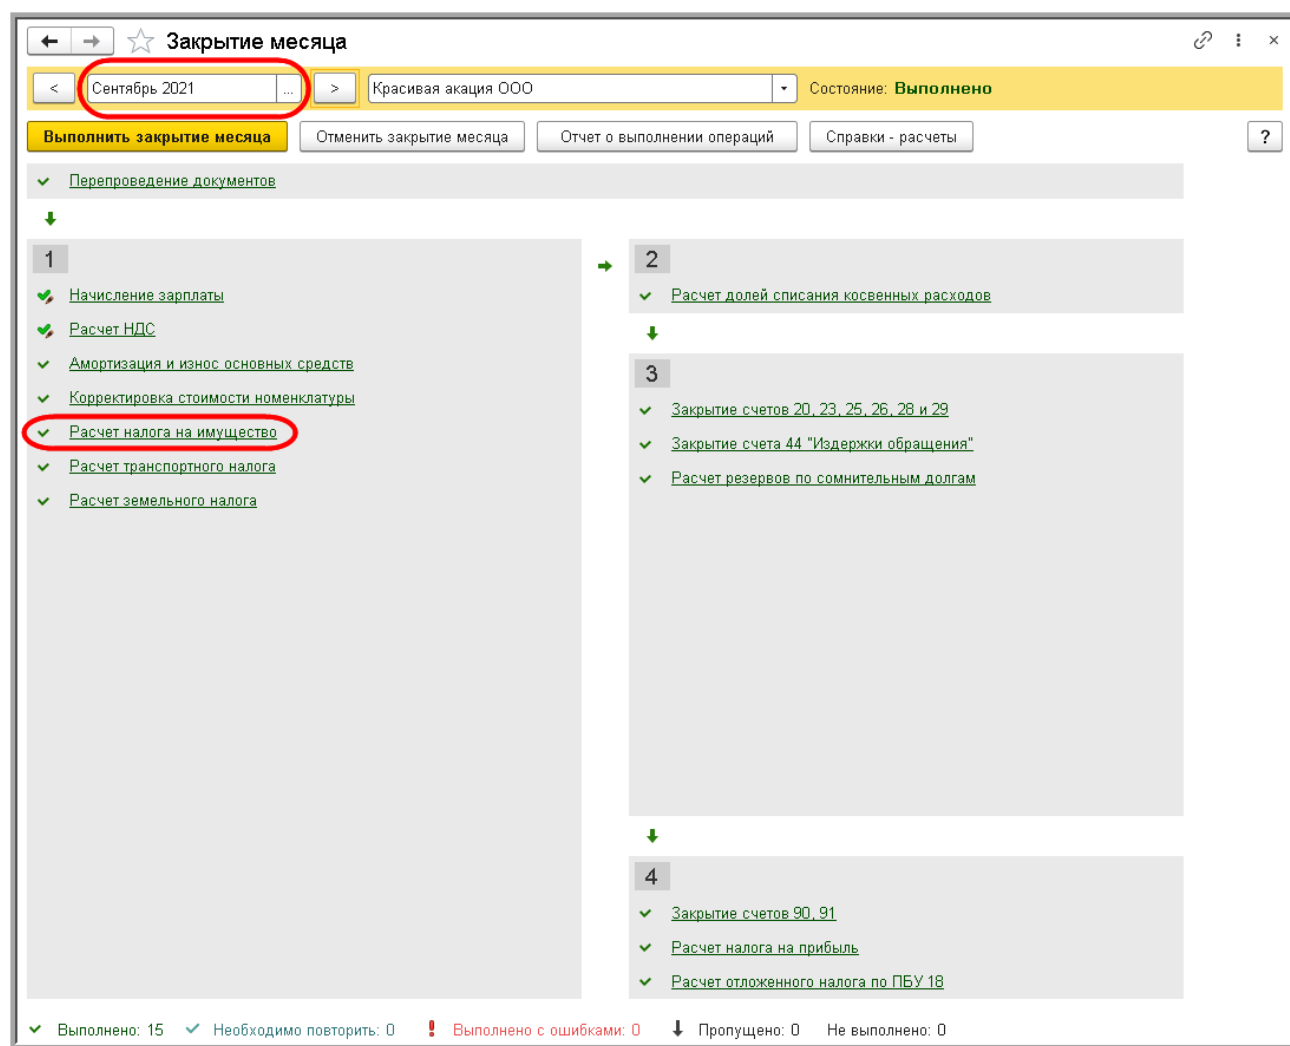 Закрытие месяца
< Сентябрь 2021 ... > Красивая акация ООО Состояние: Выполнено
Выполнить закрытие месяца Отменить закрытие месяца Отчет о выполнении операций Справки - расчеты ?
Перепроведение документов
1
Начисление зарплаты
Расчет НДС
Амортизация и износ основных средств
Корректировка стоимости номенклатуры
Расчет налога на имущество
Расчет транспортного налога
Расчет земельного налога
2
Расчет долей списания косвенных расходов
3
Закрытие счетов 20, 23, 25, 26, 28 и 29
Закрытие счета 44 "Издержки обращения"
Расчет резервов по сомнительным долгам
4
Закрытие счетов 90, 91
Расчет налога на прибыль
Расчет отложенного налога по ПБУ 18
Выполнено: 15 Необходимо повторить: 0 Выполнено с ошибками: 0 Пропущено: 0 Не выполнено: 0